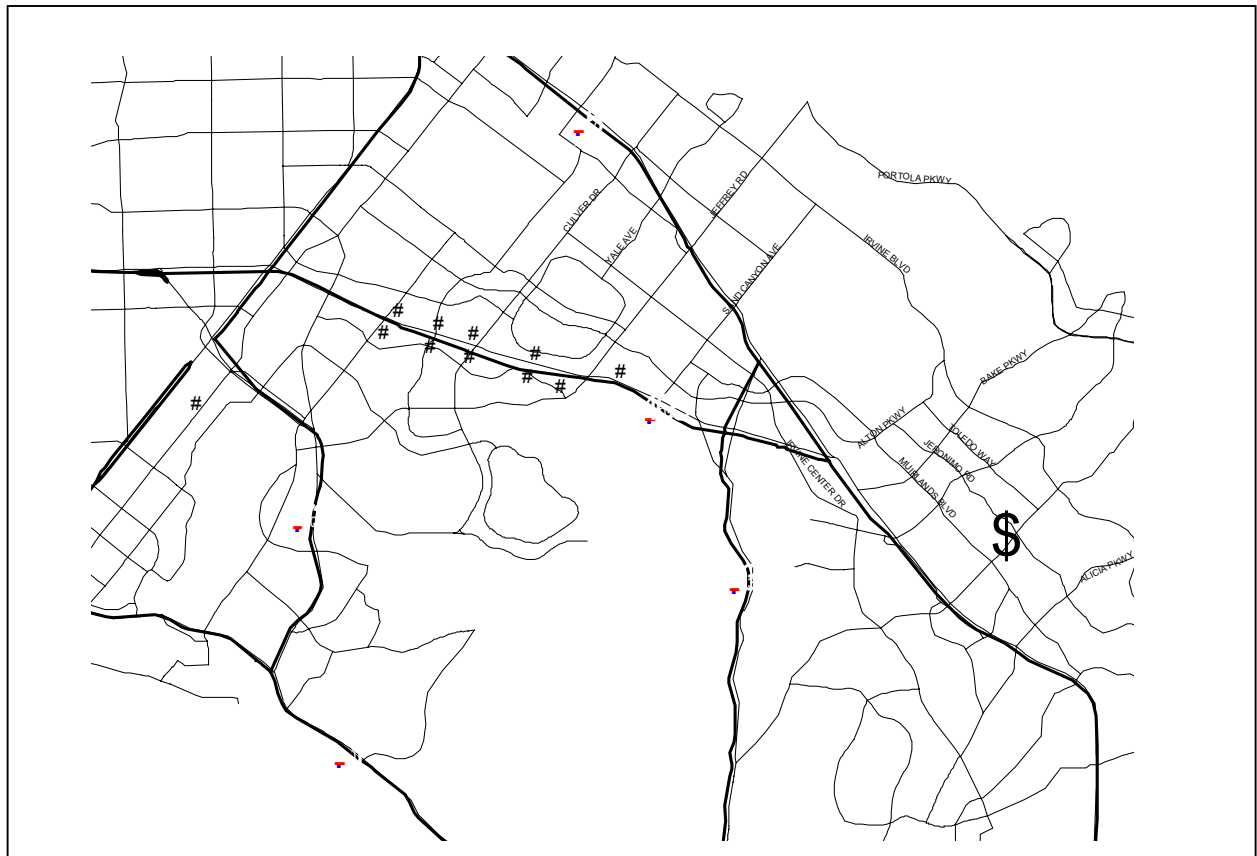 PORTOLA PKWY
JEFFREY RD
CULVER DR
YALE AVE
IRVINE BLVD
SAND CANYON AVE
#
#
#
#
#
#
#
#
#
#
#
BAKE PKWY
ALTON PKWY
TOLEDO WAY
JERONIMO RD
IRVINE CENTER DR
MUIRLANDS BLVD
$
ALICIA PKWY